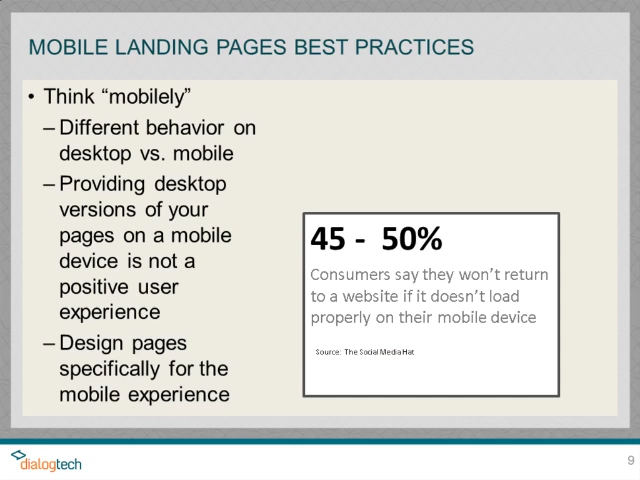 MOBILE LANDING PAGES BEST PRACTICES
• Think “mobilely”
– Different behavior on
desktop vs. mobile
– Providing desktop
versions of your
pages on a mobile
device is not a
positive user
experience
– Design pages
specifically for the
mobile experience
45 - 50%
Consumers say they won’t return
to a website if it doesn’t load
properly on their mobile device
Source: The Social Media Hat
dialogtech
9